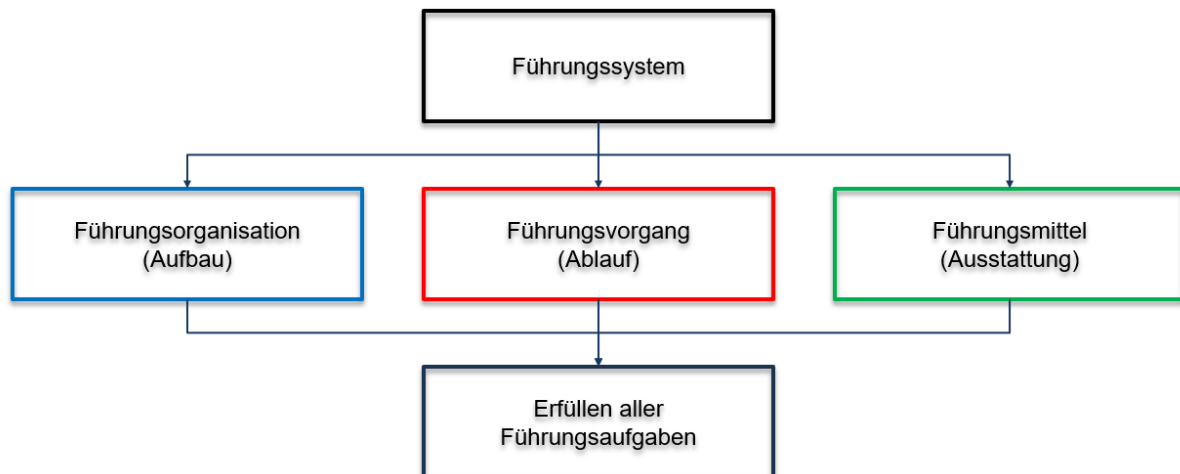 Führungssystem
Führungsorganisation
(Aufbau)
Führungsvorgang
(Ablauf)
Führungsmittel
(Ausstattung)
Erfüllen aller
Führungsaufgaben